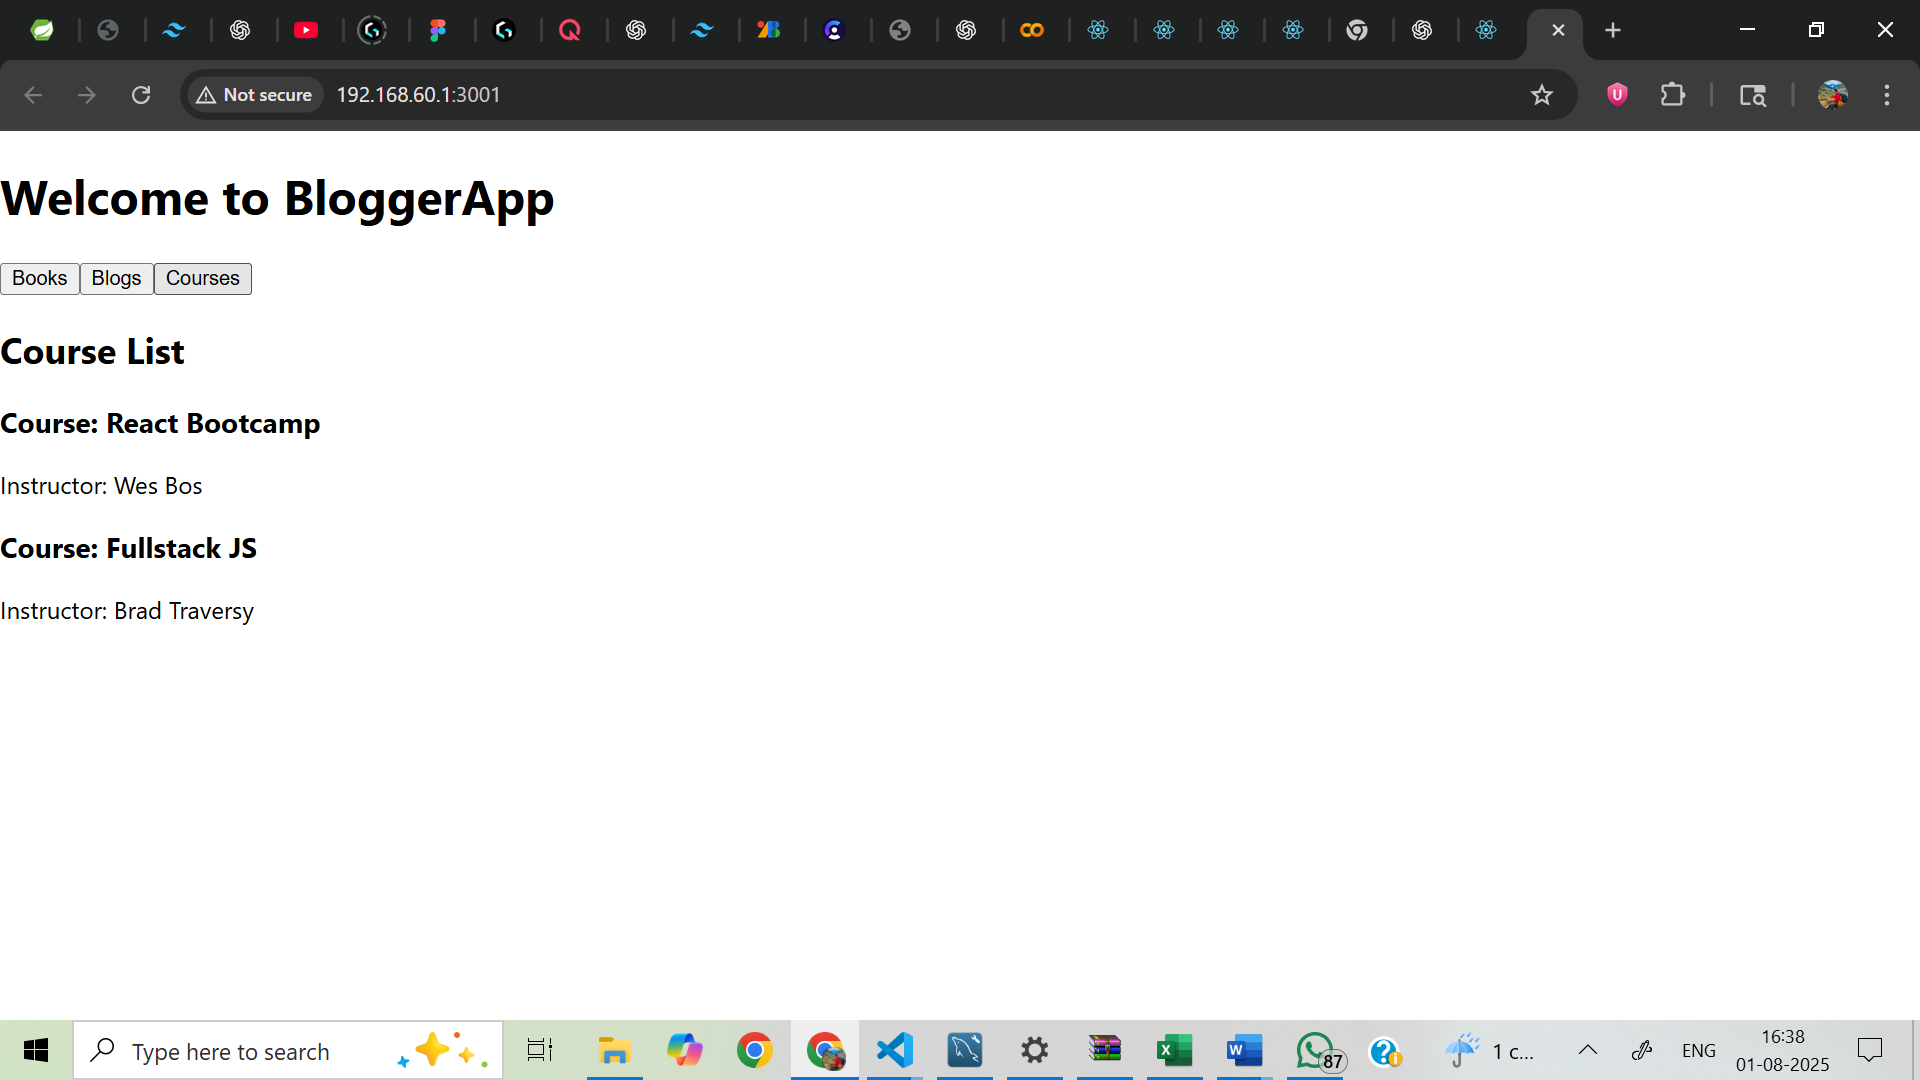 Not secure
192.168.60.1:3001
Welcome to BloggerApp
Books Blogs Courses
Course List
Course: React Bootcamp
Instructor: Wes Bos
Course: Fullstack JS
Instructor: Brad Traversy
Type here to search
87
1 c...
ENG
16:38
01-08-2025